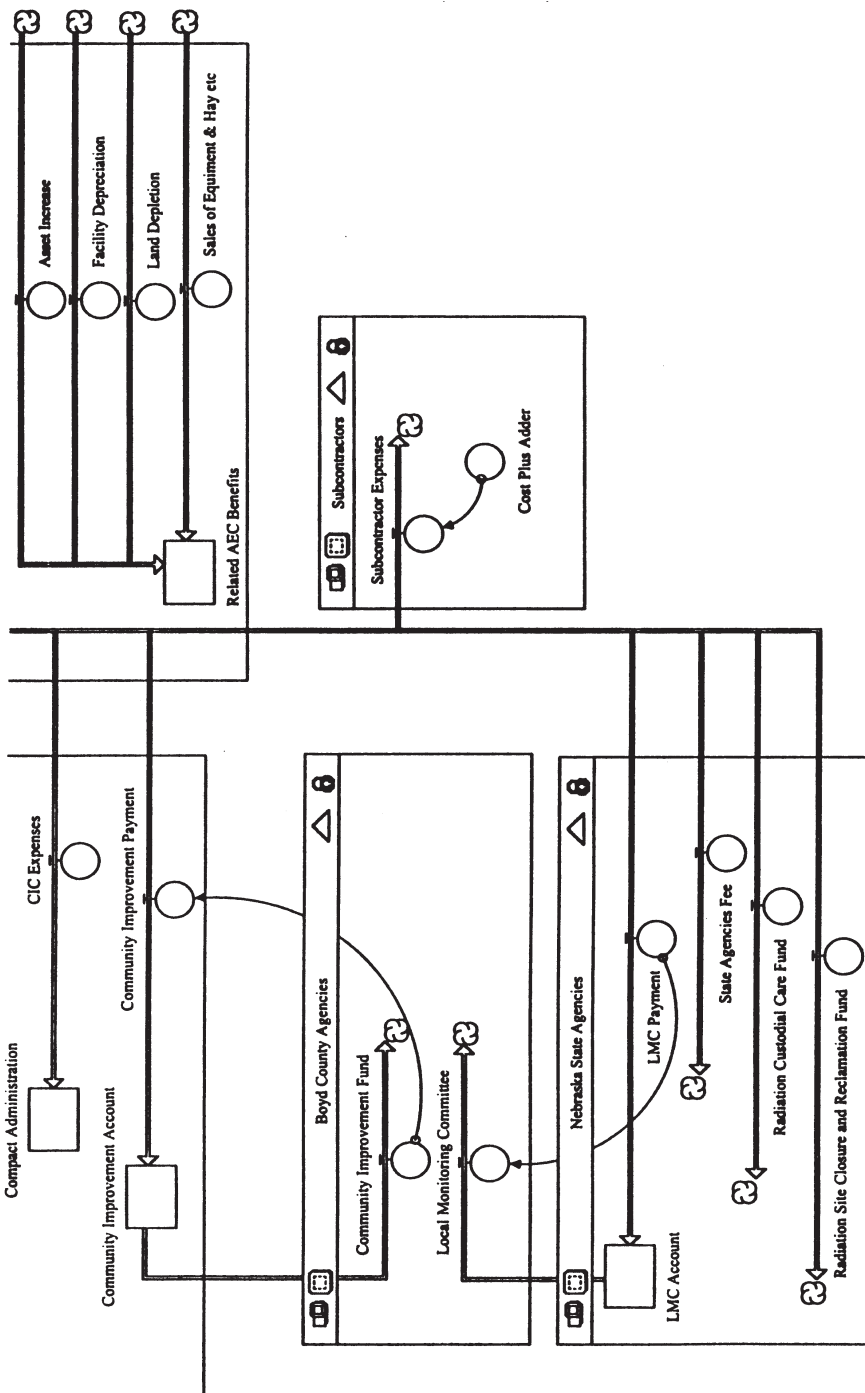 Compact Administration
CIC Expenses
Community Improvement Account
Community Improvement Payment
Asset Increase
Facility Depreciation
Land Depletion
Sales of Equiment & Hay etc
Related AEC Benefits
Boyd County Agencies
Community Improvement Fund
Local Monitoring Committee
Subcontractors
Subcontractor Expenses
Cost Plus Adder
Nebraska State Agencies
LMC Account
LMC Payment
State Agencies Fee
Radiation Custodial Care Fund
Radiation Site Closure and Reclamation Fund